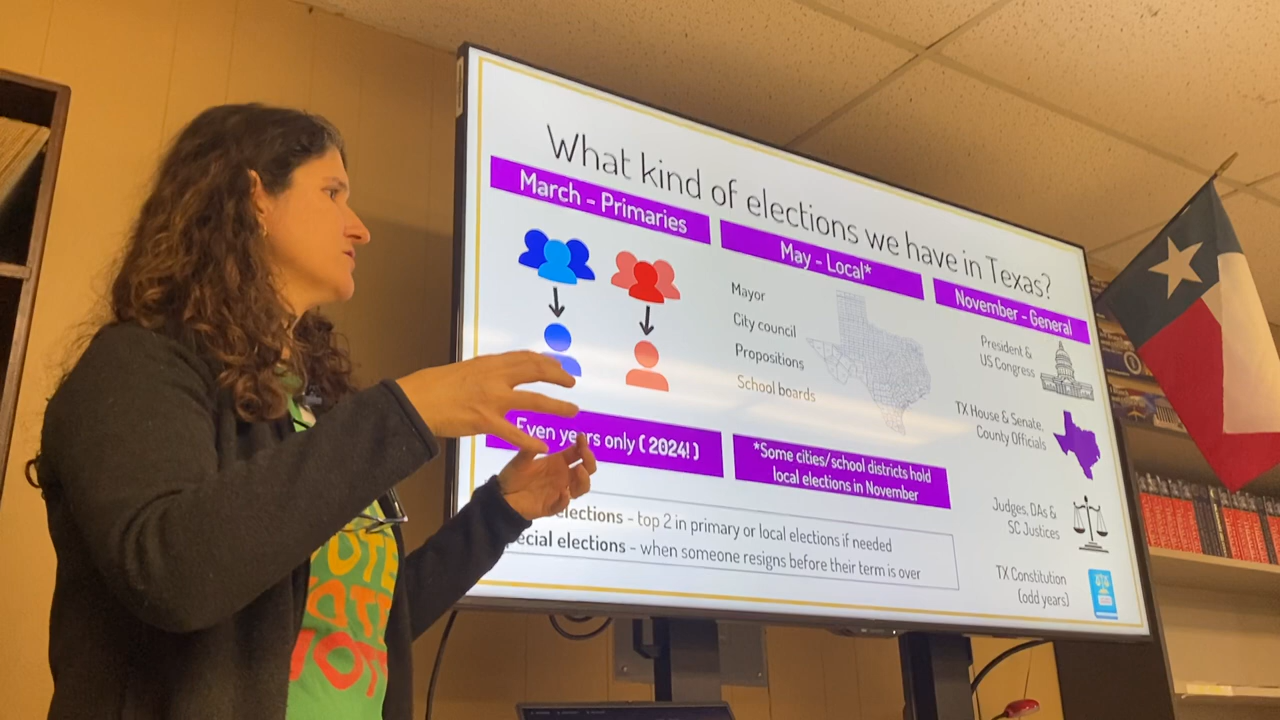 What kind of elections we have in Texas?
March - Primaries
Even years only ( 2024! )
May - Local*
Mayor
City council
Propositions
School boards
*Some cities/school districts hold
local elections in November
November - General
President &
US Congress
TX House & Senate,
County Officials
Judges, DAs &
SC Justices
TX Constitution
(odd years)
elections - top 2 in primary or local elections if needed
elections - when someone resigns before their term is over
VOTE
VOTE
VOTE